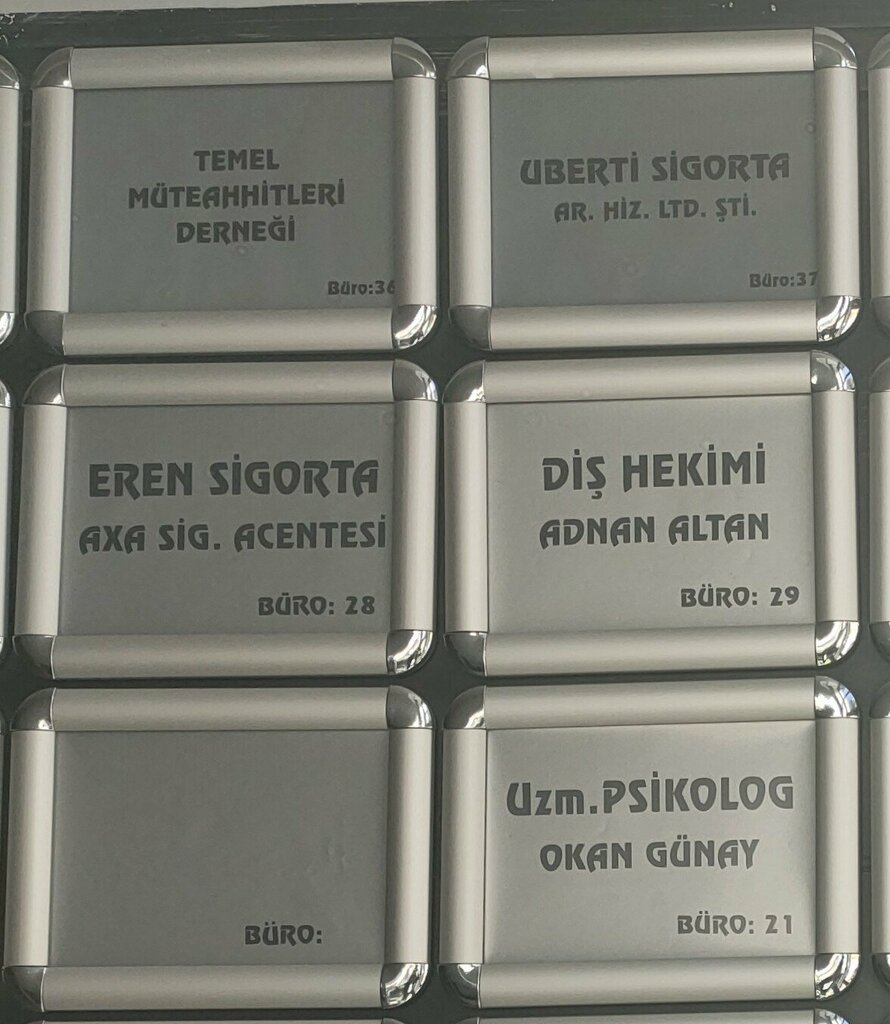 TEMEL
MÜTEAHHİTLERİ
DERNEĞİ
Büro:36
UBERTİ SİGORTA
AR. HİZ. LTD. ŞTİ.
Büro:37
EREN SİGORTA
AXA SİG. ACENTESİ
BÜRO: 28
DİŞ HEKİMİ
ADNAN ALTAN
BÜRO: 29
BÜRO:
Uzm.PSİKOLOG
OKAN GÜNAY
BÜRO: 21